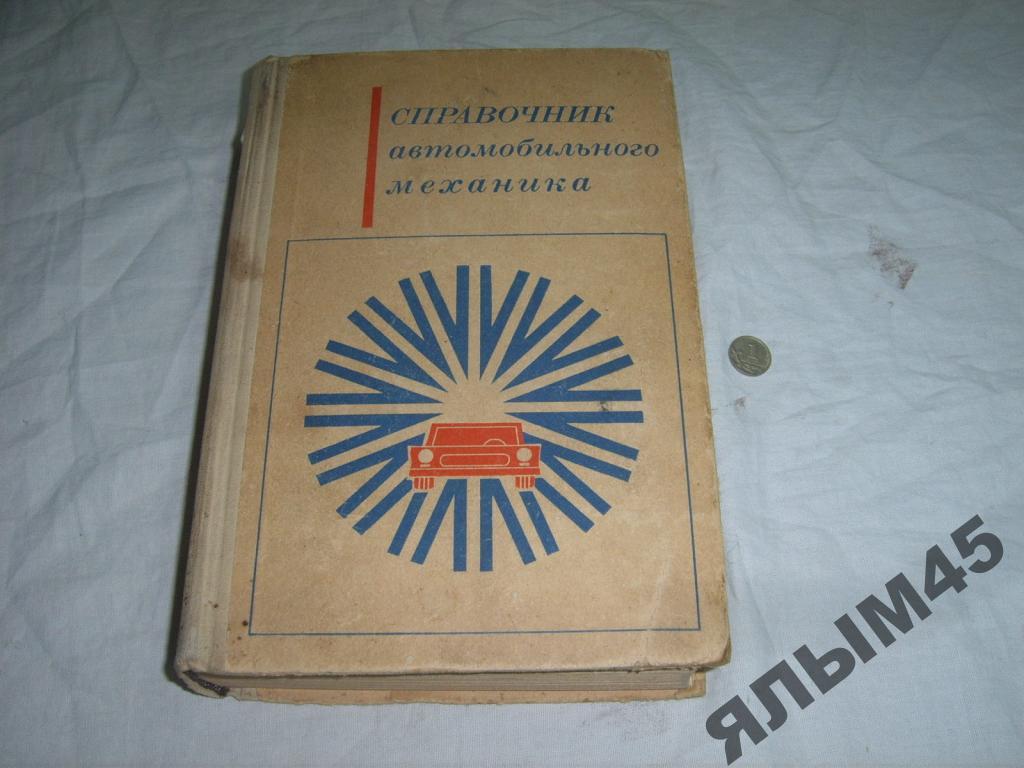 СПРАВОЧНИК
автомобильного
механика
ЯЛЫМ45